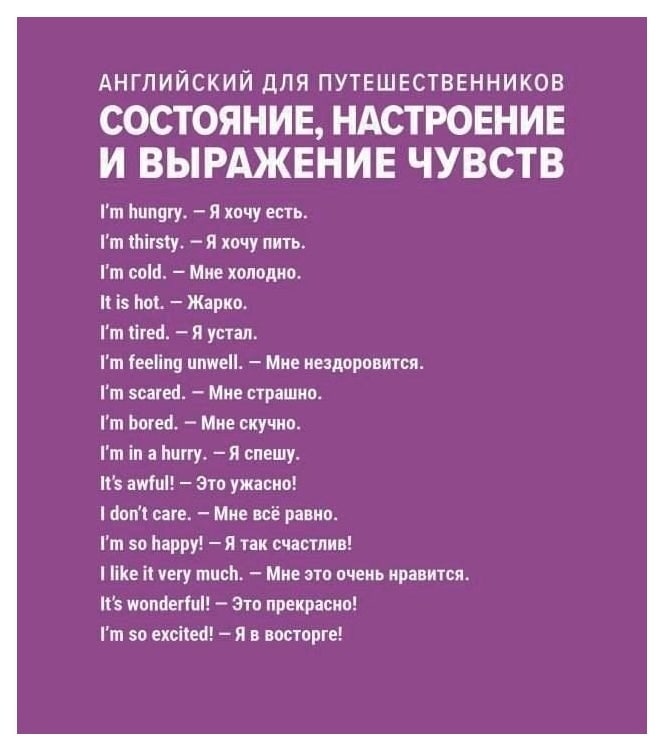 АНГЛИЙСКИЙ ДЛЯ ПУТЕШЕСТВЕННИКОВ
СОСТОЯНИЕ, НАСТРОЕНИЕ
И ВЫРАЖЕНИЕ ЧУВСТВ
I'm hungry. – Я хочу есть.
I'm thirsty. – Я хочу пить.
I'm cold. – Мне холодно.
It is hot. – Жарко.
I'm tired. – Я устал.
I'm feeling unwell. – Мне нездоровится.
I'm scared. – Мне страшно.
I'm bored. – Мне скучно.
I'm in a hurry. – Я спешу.
It's awful! – Это ужасно!
I don't care. – Мне всё равно.
I'm so happy! – Я так счастлив!
I like it very much. – Мне это очень нравится.
It's wonderful! – Это прекрасно!
I'm so excited! – Я в восторге!